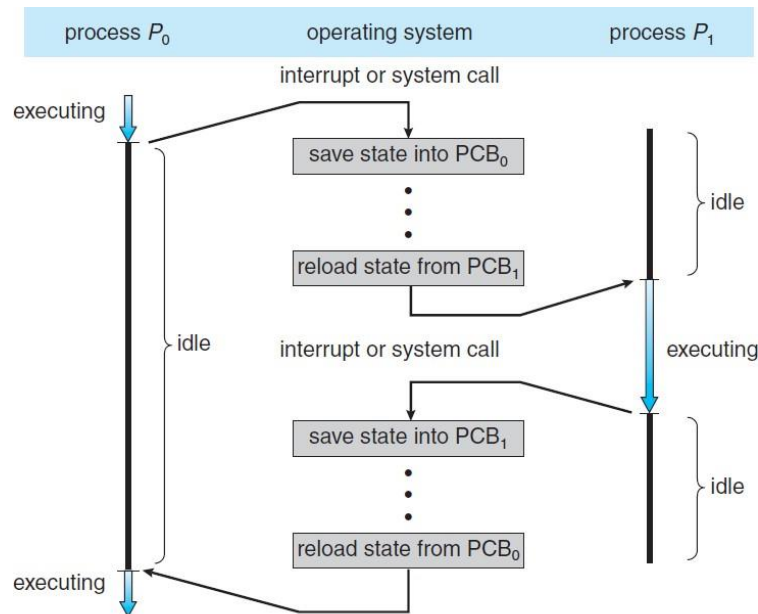 process P₀ operating system process P₁
interrupt or system call
executing
save state into PCB₀
•
•
•
idle
reload state from PCB₁
idle
interrupt or system call
executing
save state into PCB₁
•
•
•
idle
reload state from PCB₀
executing